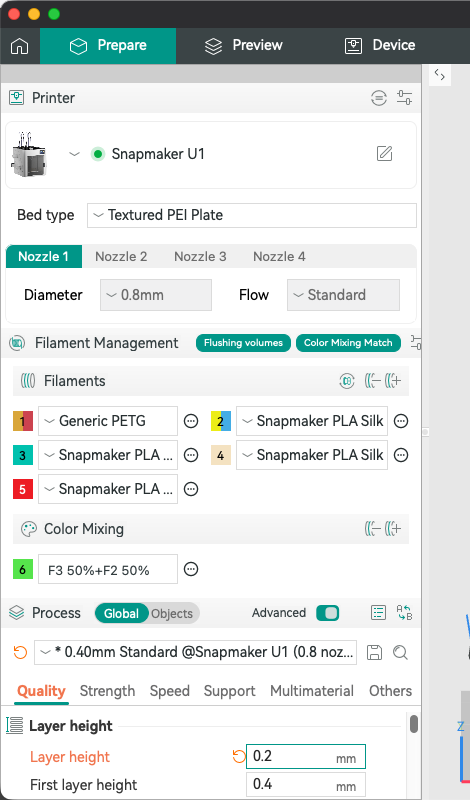 Prepare
Preview
Device
Printer
Snapmaker U1
Bed type
Textured PEI Plate
Nozzle 1
Nozzle 2
Nozzle 3
Nozzle 4
Diameter
0.8mm
Flow
Standard
Filament Management
Flushing volumes
Color Mixing Match
Filaments
1
Generic PETG
2
Snapmaker PLA Silk
3
Snapmaker PLA ...
4
Snapmaker PLA Silk
5
Snapmaker PLA ...
Color Mixing
6
F3 50%+F2 50%
Process
Global
Objects
Advanced
* 0.40mm Standard @Snapmaker U1 (0.8 noz...
Quality
Strength
Speed
Support
Multimaterial
Others
Layer height
Layer height
0.2
mm
First layer height
0.4
mm
Z